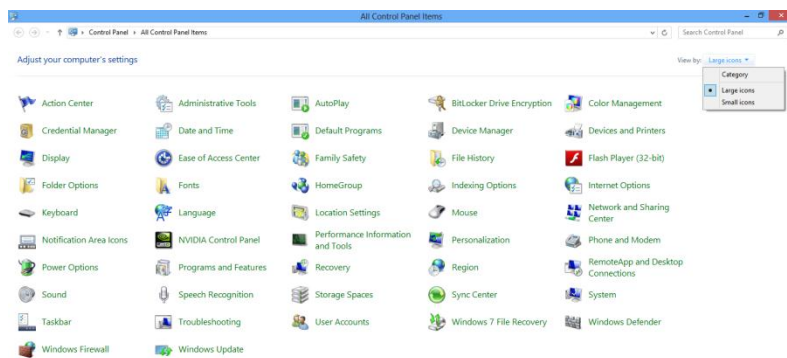 All Control Panel Items
Control Panel ▸ All Control Panel Items
Search Control Panel
Adjust your computer's settings
View by: Large icons
Category
Large icons
Small icons
Action Center
Administrative Tools
AutoPlay
BitLocker Drive Encryption
Color Management
Credential Manager
Date and Time
Default Programs
Device Manager
Devices and Printers
Display
Ease of Access Center
Family Safety
File History
Flash Player (32-bit)
Folder Options
Fonts
HomeGroup
Indexing Options
Internet Options
Keyboard
Language
Location Settings
Mouse
Network and Sharing
Center
Notification Area Icons
NVIDIA Control Panel
Performance Information
and Tools
Personalization
Phone and Modem
Power Options
Programs and Features
Recovery
Region
RemoteApp and Desktop
Connections
Sound
Speech Recognition
Storage Spaces
Sync Center
System
Taskbar
Troubleshooting
User Accounts
Windows 7 File Recovery
Windows Defender
Windows Firewall
Windows Update